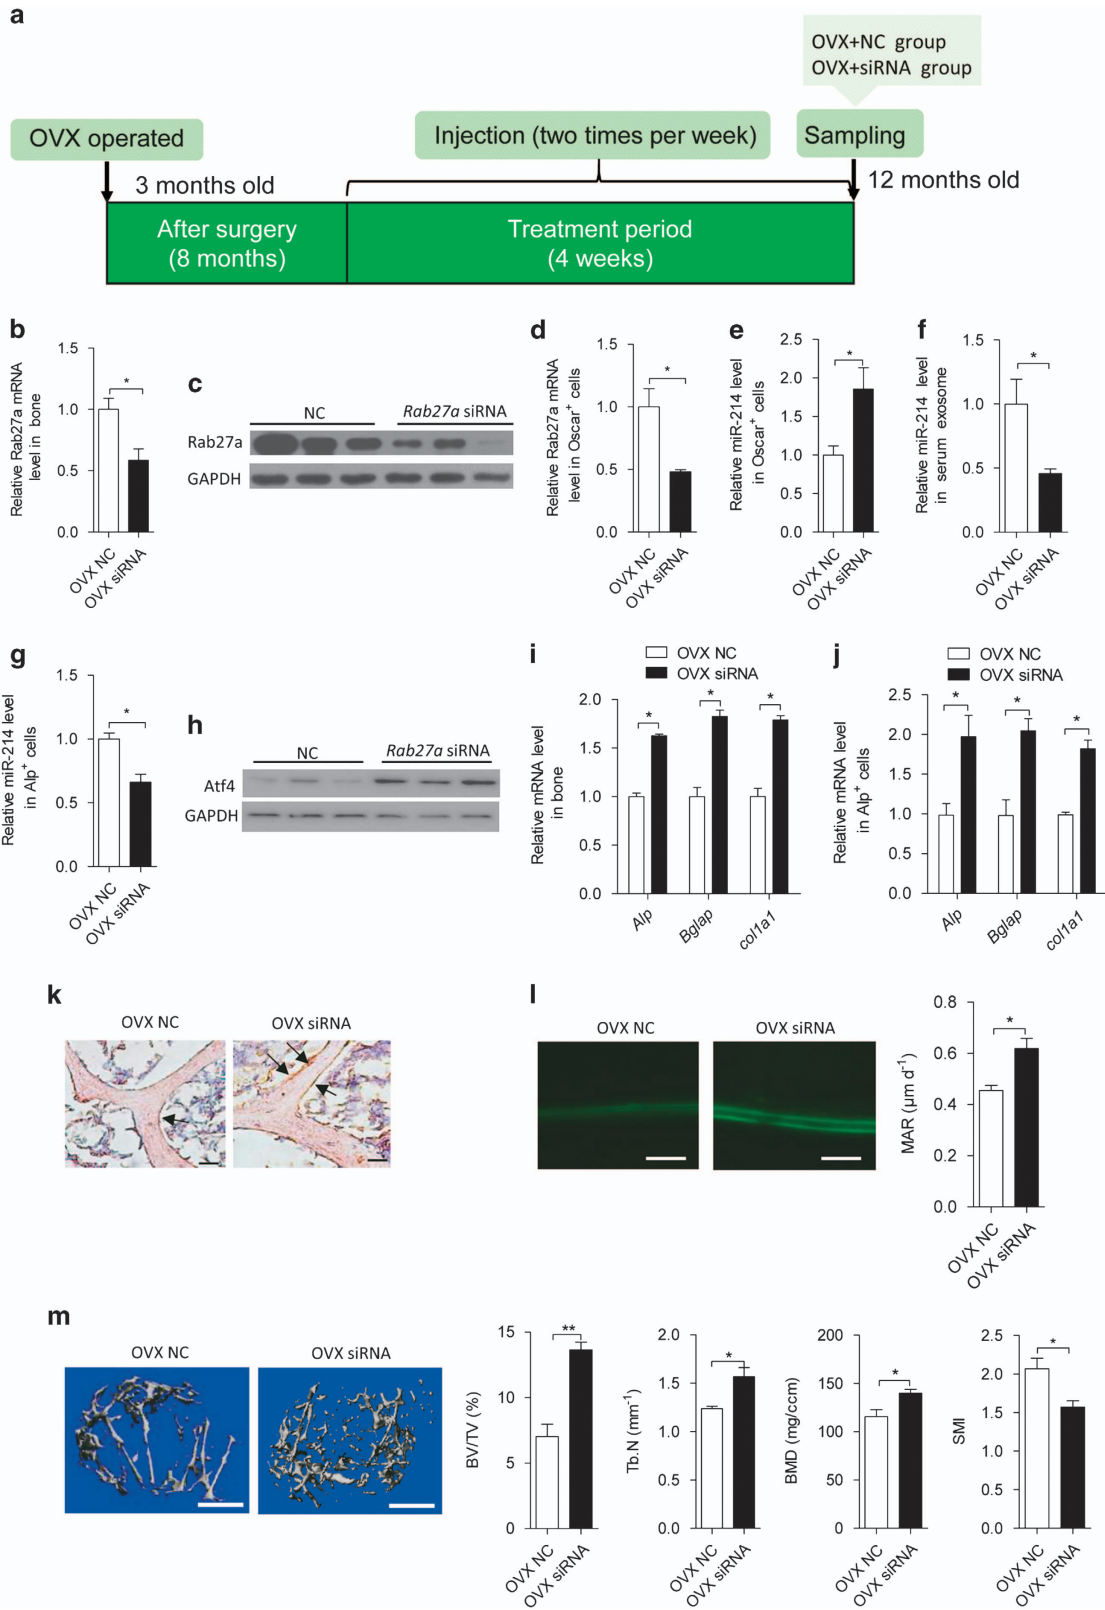 a
OVX+NC group
OVX+siRNA group
OVX operated
Injection (two times per week)
Sampling
3 months old
12 months old
After surgery
(8 months)
Treatment period
(4 weeks)
b
Relative Rab27a mRNA
level in bone
1.5
1.0
0.5
0.0
*
OVX NC
OVX siRNA
c
NC
Rab27a siRNA
Rab27a
GAPDH
d
Relative Rab27a mRNA
level in Oscar+ cells
1.5
1.0
0.5
0.0
*
OVX NC
OVX siRNA
e
Relative miR-214 level
in Oscar+ cells
2.5
2.0
1.5
1.0
0.5
0.0
*
OVX NC
OVX siRNA
f
Relative miR-214 level
in serum exosome
1.5
1.0
0.5
0.0
*
OVX NC
OVX siRNA
g
Relative miR-214 level
in Alp+ cells
1.5
1.0
0.5
0.0
*
OVX NC
OVX siRNA
h
NC
Rab27a siRNA
Atf4
GAPDH
i
OVX NC
OVX siRNA
Relative mRNA level
in bone
2.0
1.5
1.0
0.5
0.0
*
*
*
Alp
Bglap
col1a1
j
OVX NC
OVX siRNA
Relative mRNA level
in Alp+ cells
2.5
2.0
1.5
1.0
0.5
0.0
*
*
*
Alp
Bglap
col1a1
k
OVX NC
OVX siRNA
l
OVX NC
OVX siRNA
MAR (µm d-1)
0.8
0.6
0.4
0.2
0.0
*
OVX NC
OVX siRNA
m
OVX NC
OVX siRNA
BV/TV (%)
15
10
5
0
**
OVX NC
OVX siRNA
Tb.N (mm-1)
2.0
1.5
1.0
0.5
0.0
*
OVX NC
OVX siRNA
BMD (mg/ccm)
200
150
100
50
0
*
OVX NC
OVX siRNA
SMI
2.5
2.0
1.5
1.0
0.5
0.0
*
OVX NC
OVX siRNA